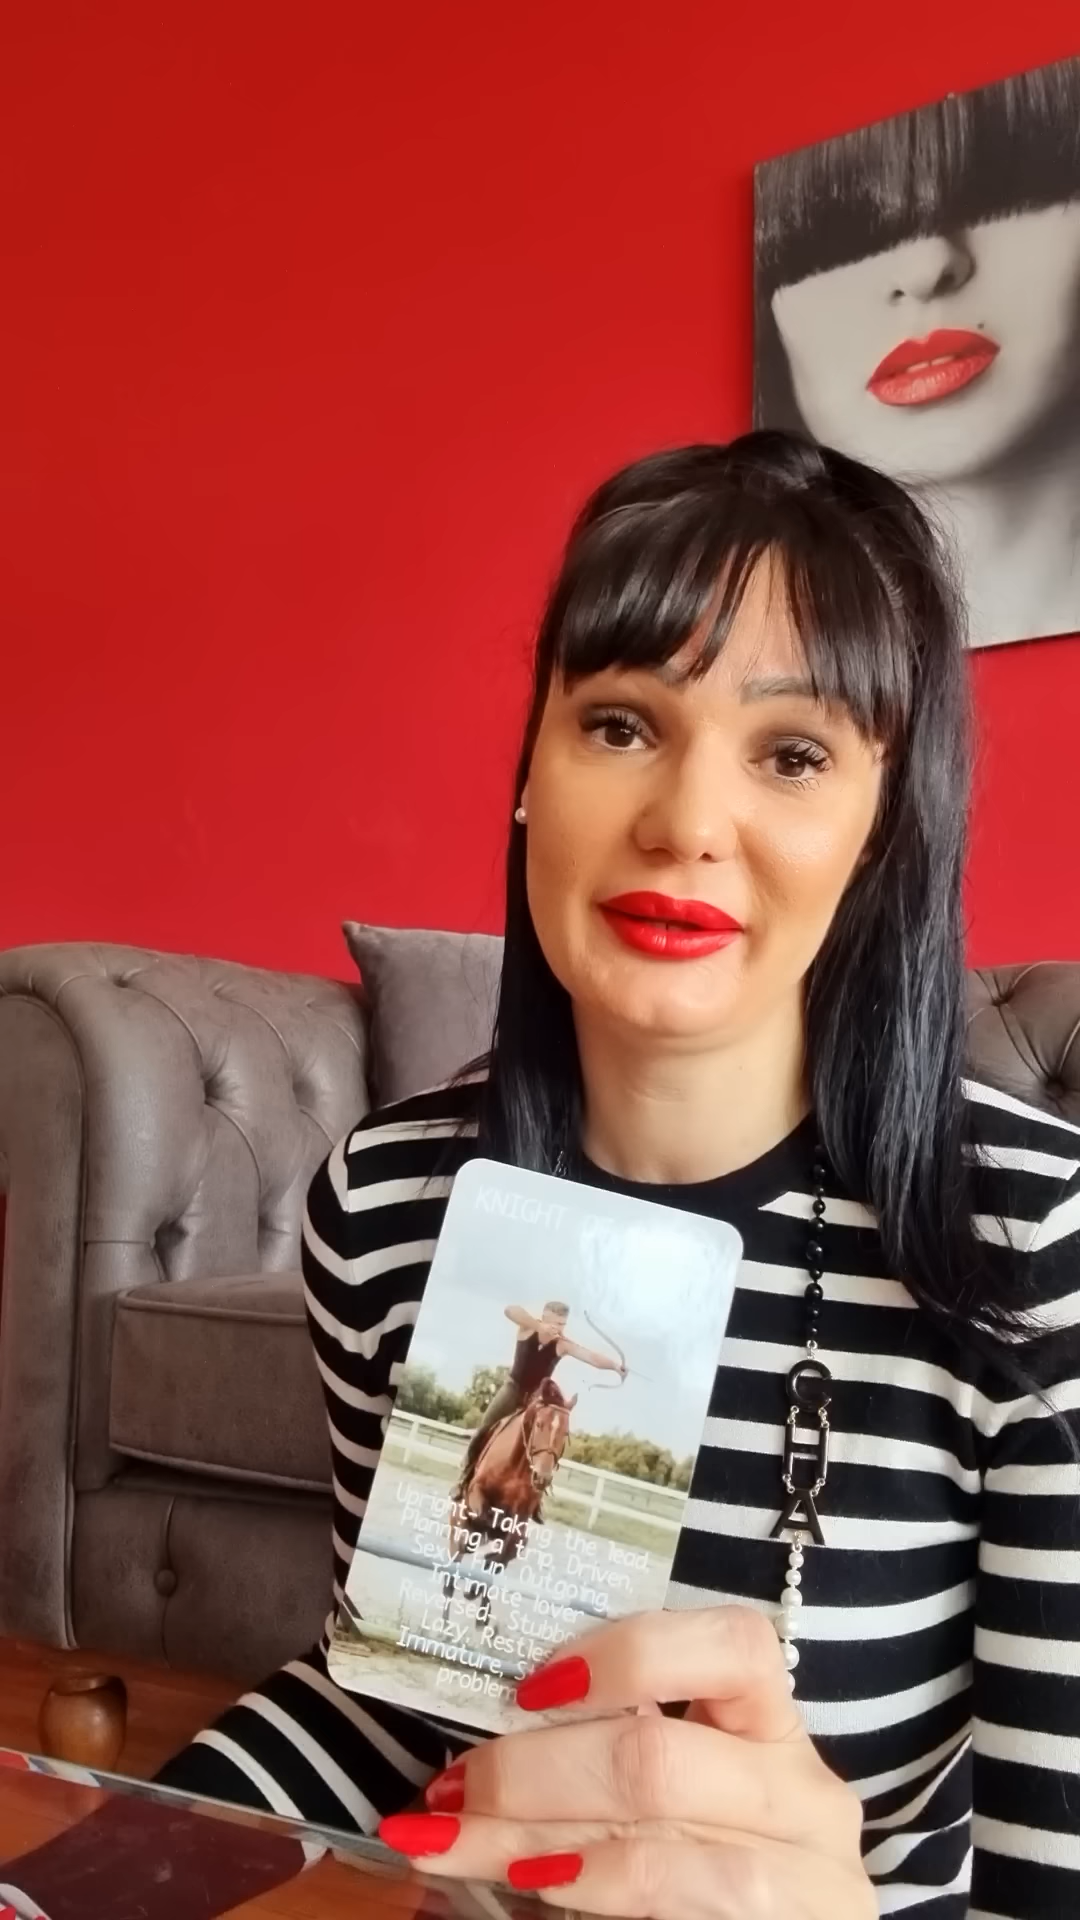 KNIGHT OF
Upright- Taking the lead,
Planning a trip, Driven,
Sexy, Fun, Outgoing,
Intimate lover
Reversed- Stubbo
Lazy, Restles
Immature, S
problem
C
H
A